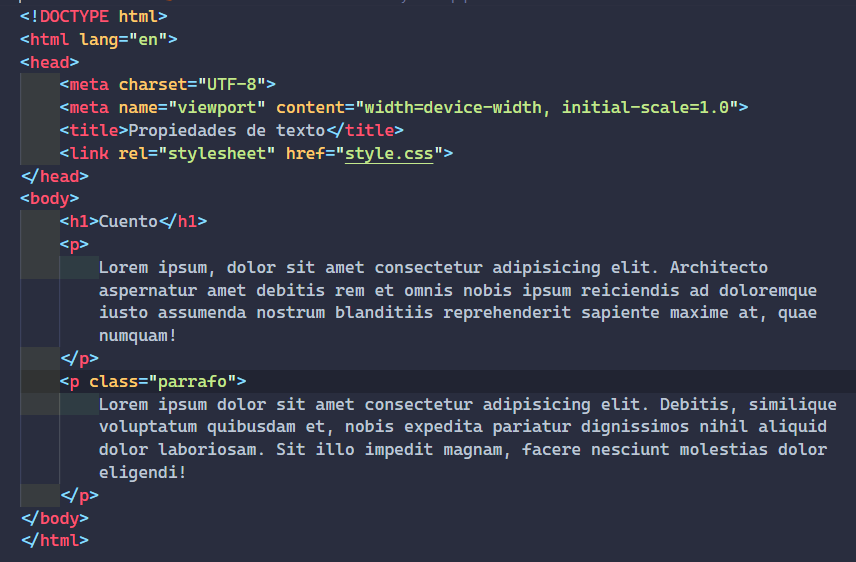 <!DOCTYPE html>
<html lang="en">
<head>
    <meta charset="UTF-8">
    <meta name="viewport" content="width=device-width, initial-scale=1.0">
    <title>Propiedades de texto</title>
    <link rel="stylesheet" href="style.css">
</head>
<body>
    <h1>Cuento</h1>
    <p>
        Lorem ipsum, dolor sit amet consectetur adipisicing elit. Architecto
        aspernatur amet debitis rem et omnis nobis ipsum reiciendis ad doloremque
        iusto assumenda nostrum blanditiis reprehenderit sapiente maxime at, quae
        numquam!
    </p>
    <p class="parrafo">
        Lorem ipsum dolor sit amet consectetur adipisicing elit. Debitis, similique
        voluptatum quibusdam et, nobis expedita pariatur dignissimos nihil aliquid
        dolor laboriosam. Sit illo impedit magnam, facere nesciunt molestias dolor
        eligendi!
    </p>
</body>
</html>